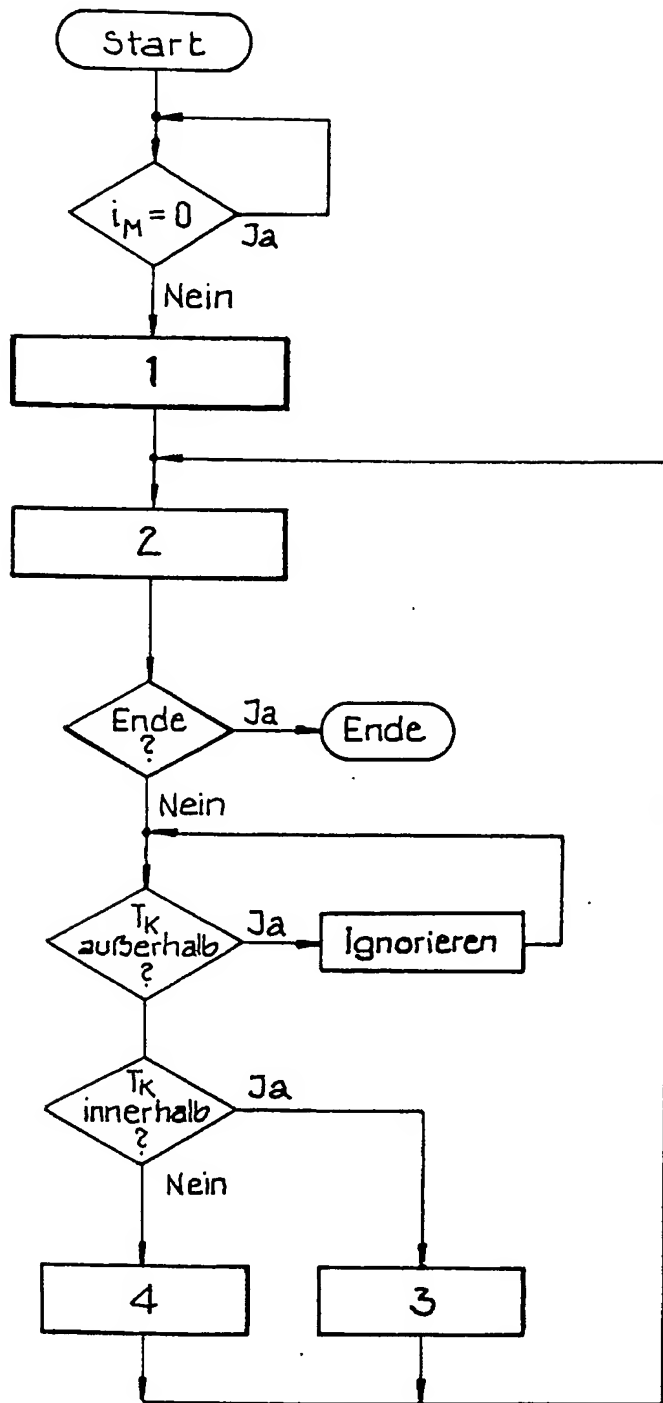 Start
i_M = 0
Ja
Nein
1
2
Ende
?
Ja
Ende
Nein
T_K
außerhalb
?
Ja
Ignorieren
T_K
innerhalb
?
Ja
Nein
4
3